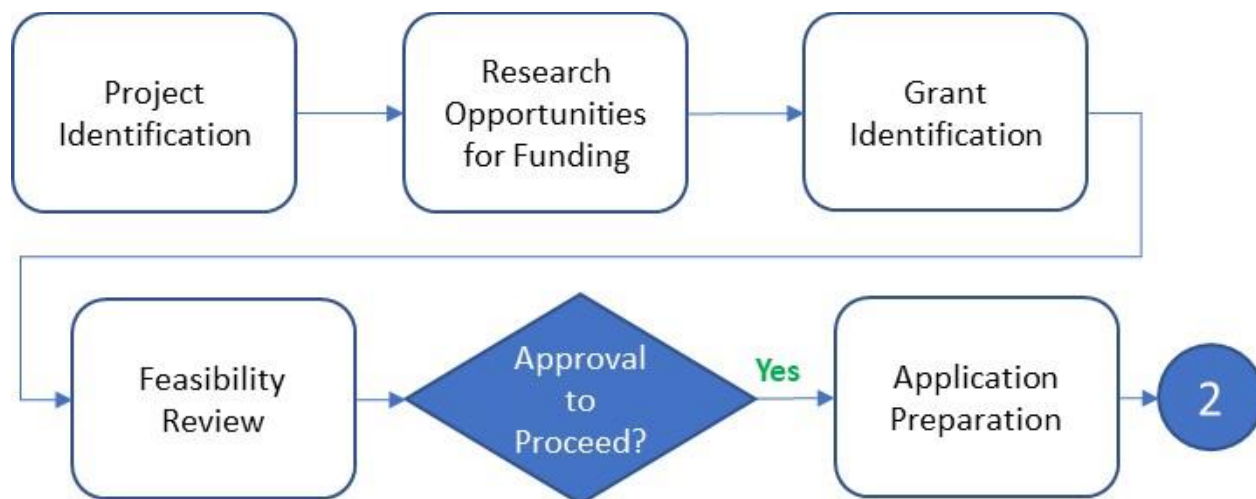 Project
Identification
Research
Opportunities
for Funding
Grant
Identification
Feasibility
Review
Approval
to
Proceed?
Yes
Application
Preparation
2